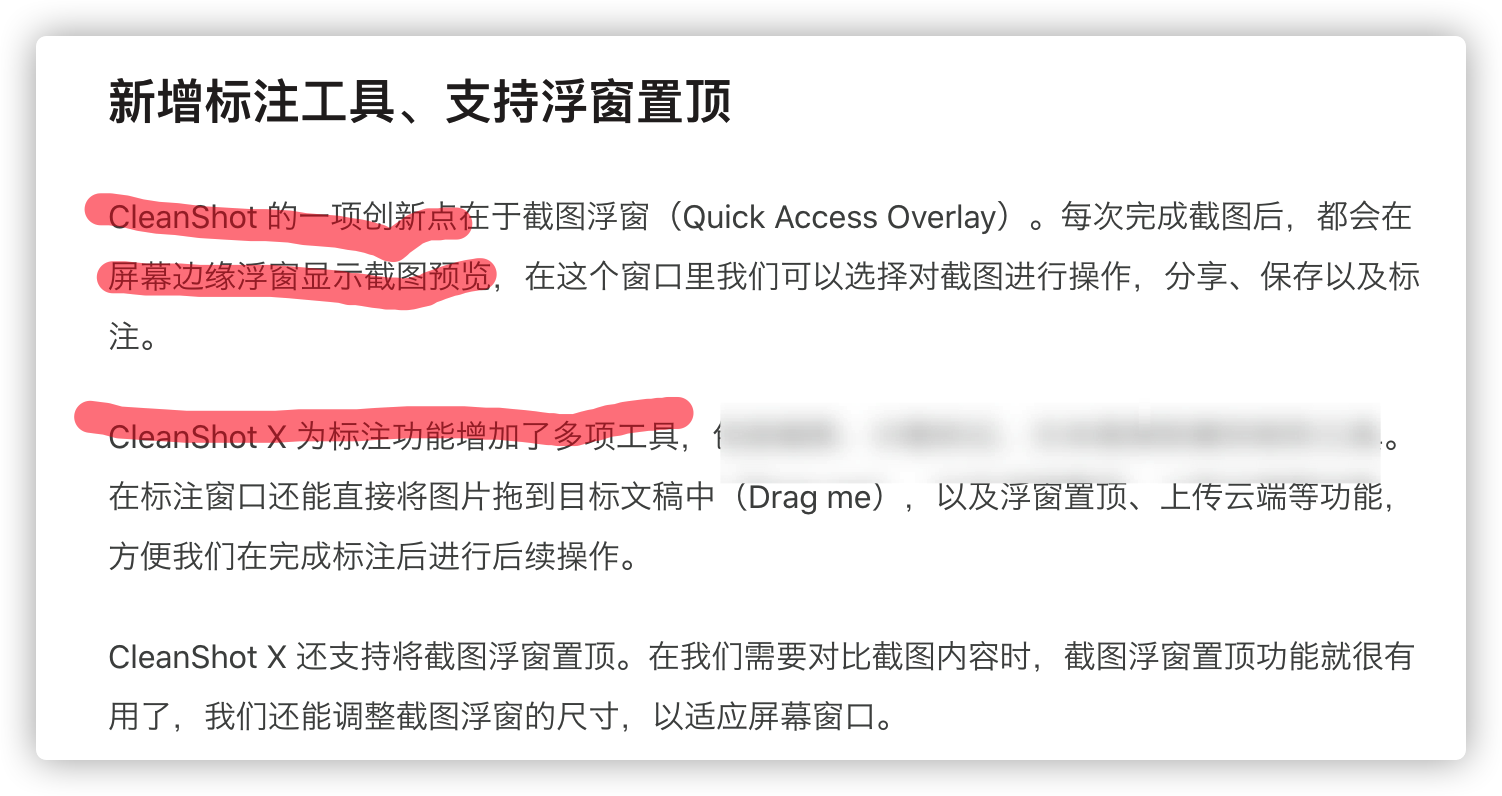 新增标注工具、支持浮窗置顶
CleanShot 的一项创新点在于截图浮窗（Quick Access Overlay）。每次完成截图后，都会在
屏幕边缘浮窗显示截图预览，在这个窗口里我们可以选择对截图进行操作，分享、保存以及标
注。
CleanShot X 为标注功能增加了多项工具，。
在标注窗口还能直接将图片拖到目标文稿中（Drag me），以及浮窗置顶、上传云端等功能，
方便我们在完成标注后进行后续操作。
CleanShot X 还支持将截图浮窗置顶。在我们需要对比截图内容时，截图浮窗置顶功能就很有
用了，我们还能调整截图浮窗的尺寸，以适应屏幕窗口。